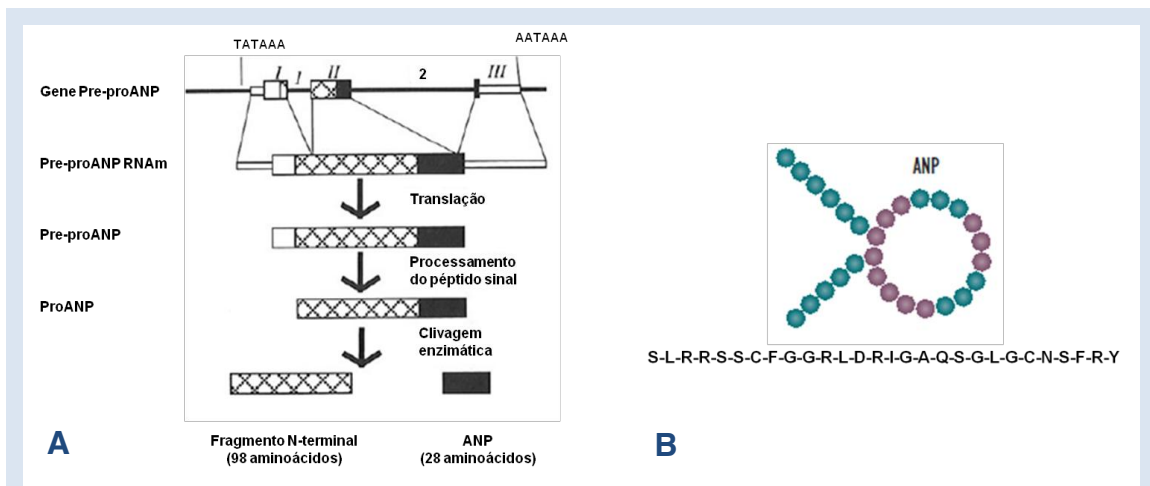 TATAAA
AATAAA
I I II 2 III
Gene Pre-proANP
Pre-proANP RNAm
Translação
Pre-proANP
Processamento
do péptido sinal
ProANP
Clivagem
enzimática
A
Fragmento N-terminal
(98 aminoácidos)
ANP
(28 aminoácidos)
ANP
S-L-R-R-S-S-C-F-G-G-R-L-D-R-I-G-A-Q-S-G-L-G-C-N-S-F-R-Y
B